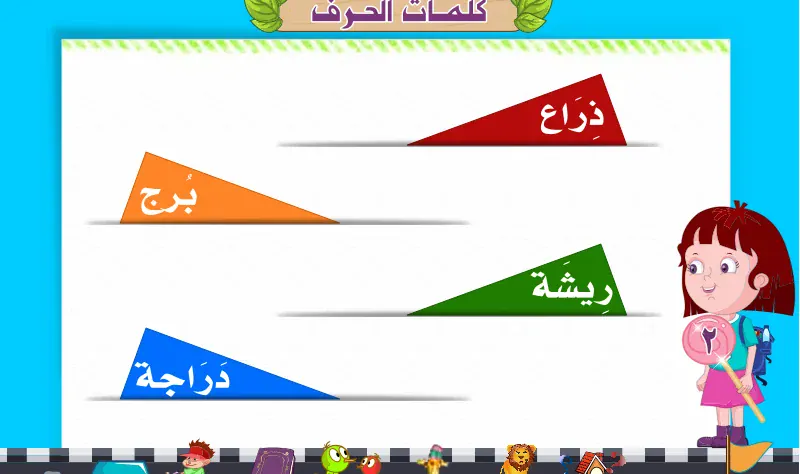 كلمات الحرف
ذِرَاع
بُرج
رِيشَة
دَرَاجة
٢